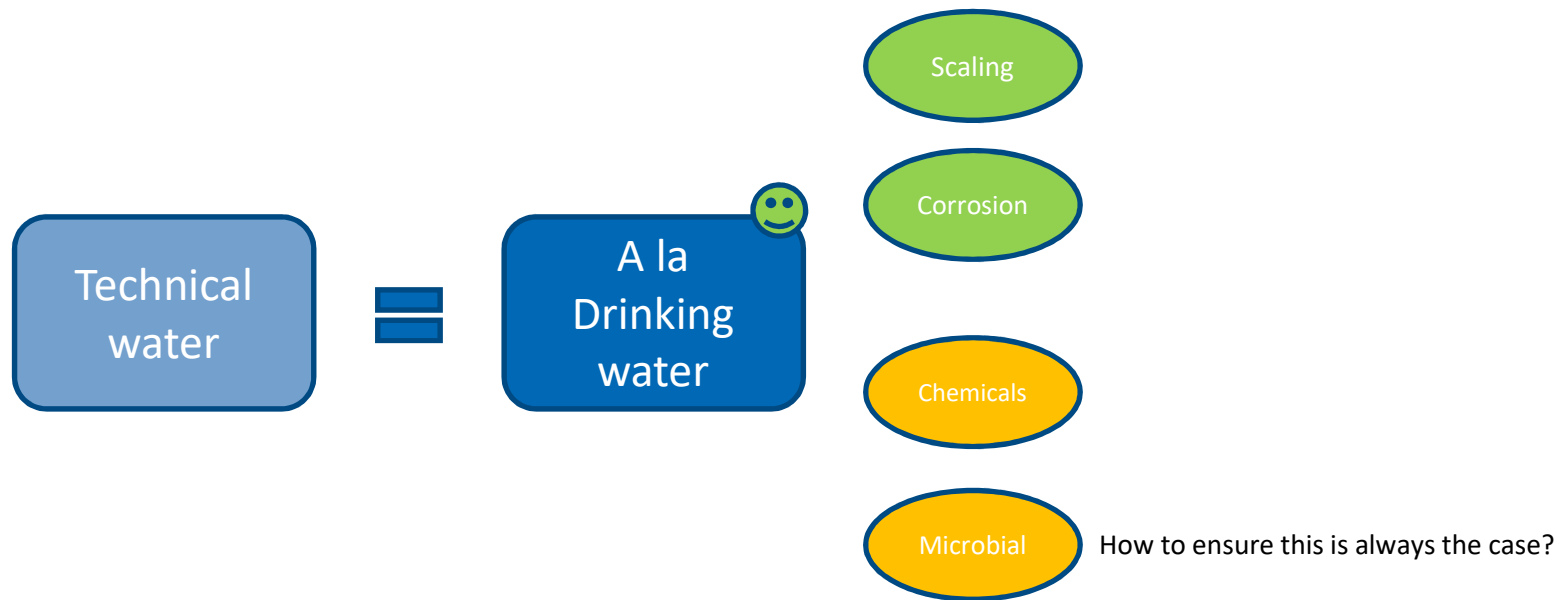 Technical
water
A la
Drinking
water
Scaling
Corrosion
Chemicals
Microbial
How to ensure this is always the case?